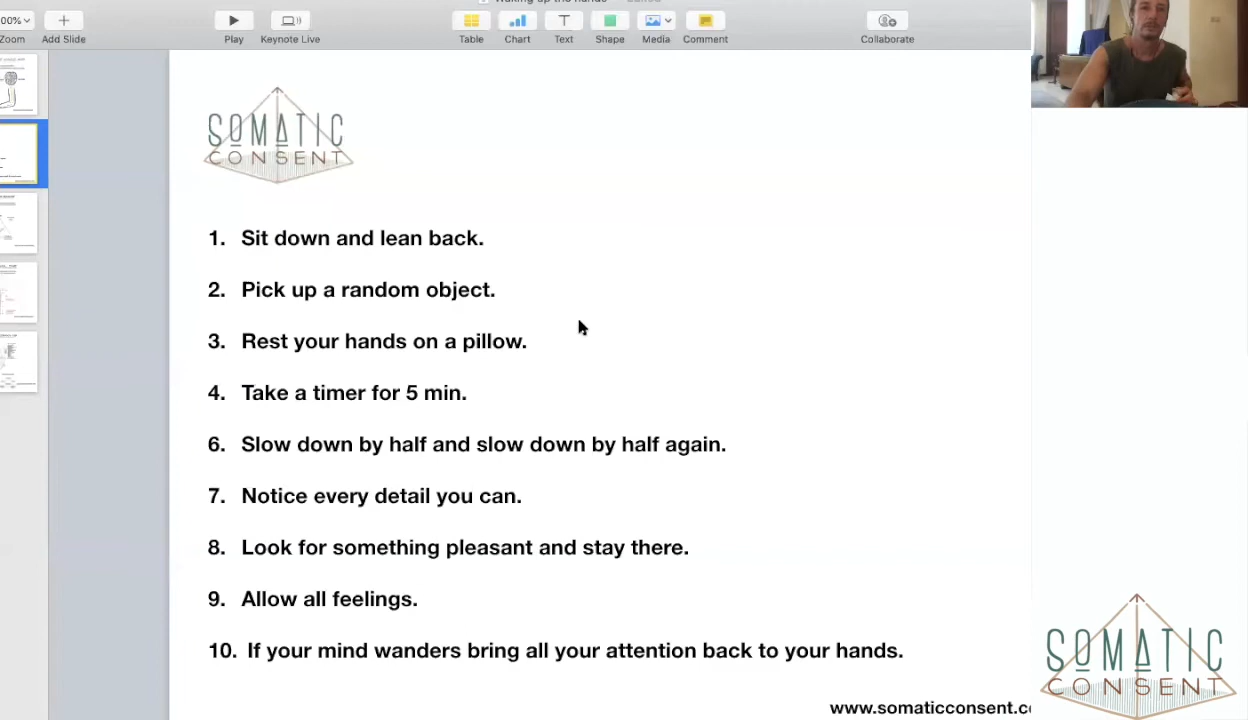 00%
Zoom
Add Slide
Play
Keynote Live
Table
Chart
Text
Shape
Media
Comment
Collaborate
SOMATIC
CONSENT
1. Sit down and lean back.
2. Pick up a random object.
3. Rest your hands on a pillow.
4. Take a timer for 5 min.
6. Slow down by half and slow down by half again.
7. Notice every detail you can.
8. Look for something pleasant and stay there.
9. Allow all feelings.
10. If your mind wanders bring all your attention back to your hands.
www.somaticconsent.co
SOMATIC
CONSENT